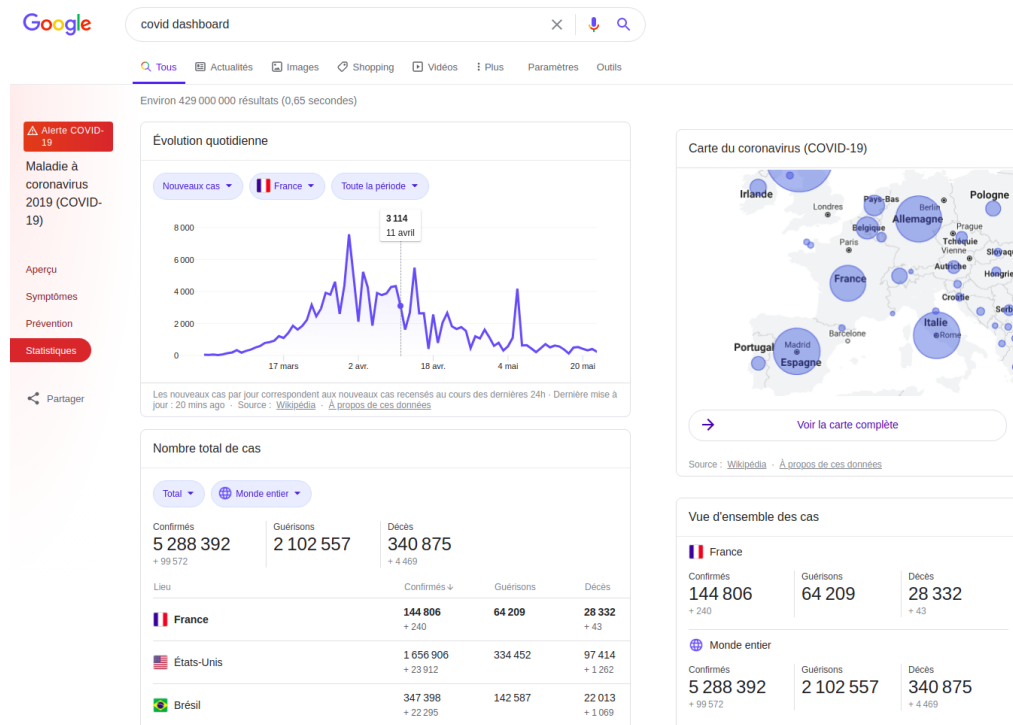 Google
covid dashboard
Tous
Actualités
Images
Shopping
Vidéos
Plus
Paramètres
Outils
Environ 429 000 000 résultats (0,65 secondes)
Alerte COVID-
19
Maladie à
coronavirus
2019 (COVID-
19)
Aperçu
Symptômes
Prévention
Statistiques
Partager
Évolution quotidienne
Nouveaux cas
France
Toute la période
3 114
11 avril
8 000
6 000
4 000
2 000
0
17 mars
2 avr.
18 avr.
4 mai
20 mai
Les nouveaux cas par jour correspondent aux nouveaux cas recensés au cours des dernières 24h · Dernière mise à
jour : 20 mins ago · Source : Wikipédia · À propos de ces données
Nombre total de cas
Total
Monde entier
Confirmés Guérisons Décès
5 288 392 2 102 557 340 875
+ 99 572 + 4 469
Lieu Confirmés Guérisons Décès
France 144 806 64 209 28 332
+ 240 + 43
États-Unis 1 656 906 334 452 97 414
+ 23 912 + 1 262
Brésil 347 398 142 587 22 013
+ 22 295 + 1 069
Carte du coronavirus (COVID-19)
Irlande
Londres
Pays-Bas
Berlin
Pologne
Allemagne
Belgique
Prague
Tchéquie
Paris
Vienne
Slovaq
Autriche
Hongrie
France
Croatie
Serb
Italie
Rome
Barcelone
Portugal
Madrid
Espagne
Voir la carte complète
Source : Wikipédia · À propos de ces données
Vue d'ensemble des cas
France
Confirmés Guérisons Décès
144 806 64 209 28 332
+ 240 + 43
Monde entier
Confirmés Guérisons Décès
5 288 392 2 102 557 340 875
+ 99 572 + 4 469